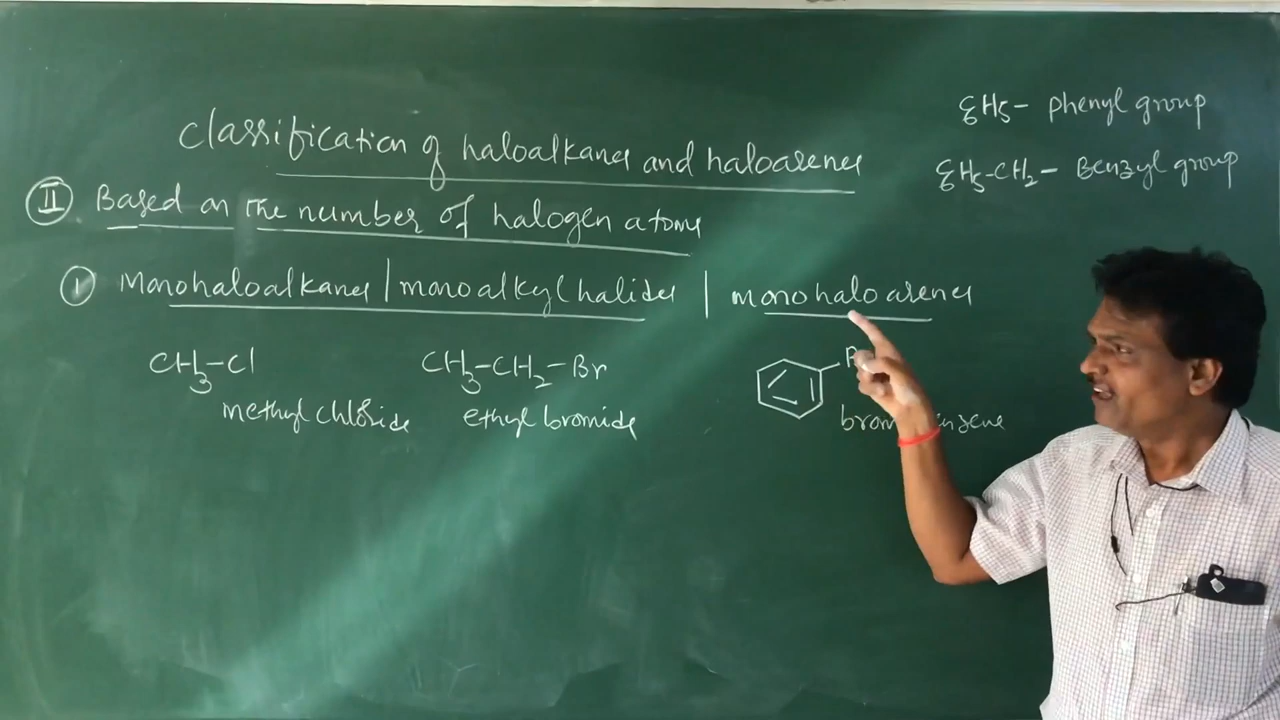 C6H5- phenyl group
Classification of haloalkanes and haloarenes
C6H5-CH2- Benzyl group
II Based on the number of halogen atoms
1 Monohaloalkanes | monoalkyl halides | monohaloarenes
CH3-Cl CH3-CH2-Br
methyl chloride ethyl bromide